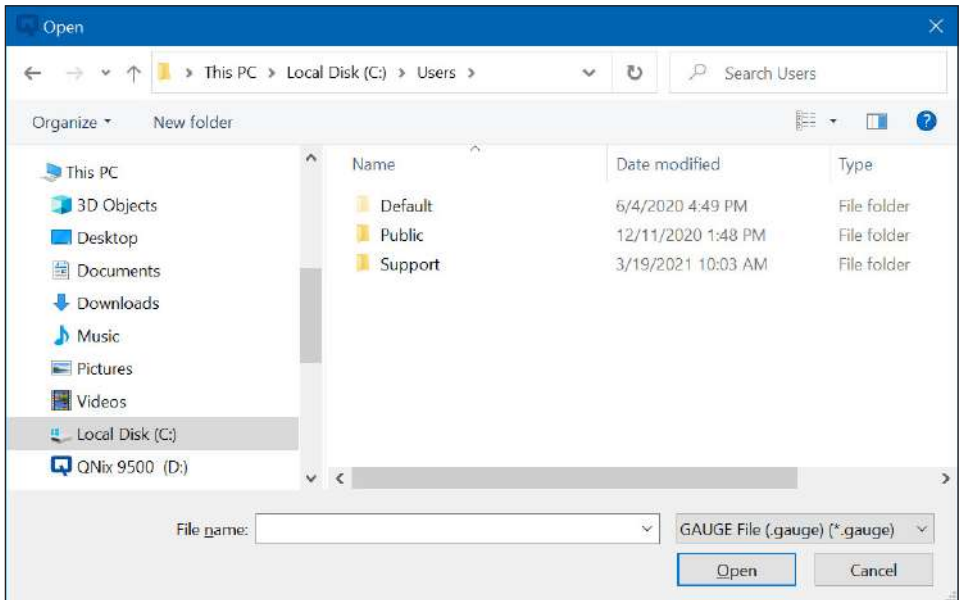 Open
This PC > Local Disk (C:) > Users >
Search Users
Organize
New folder
Name
Date modified
Type
This PC
3D Objects
Desktop
Documents
Downloads
Music
Pictures
Videos
Local Disk (C:)
QNix 9500 (D:)
Default 6/4/2020 4:49 PM File folder
Public 12/11/2020 1:48 PM File folder
Support 3/19/2021 10:03 AM File folder
File name:
GAUGE File (.gauge) (*.gauge)
Open
Cancel